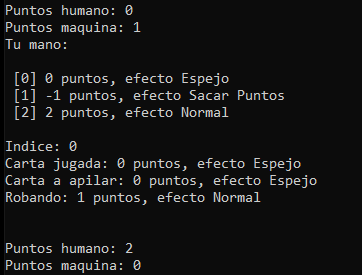 Puntos humano: 0
Puntos maquina: 1
Tu mano:
[0] 0 puntos, efecto Espejo
[1] -1 puntos, efecto Sacar Puntos
[2] 2 puntos, efecto Normal
Indice: 0
Carta jugada: 0 puntos, efecto Espejo
Carta a apilar: 0 puntos, efecto Espejo
Robando: 1 puntos, efecto Normal
Puntos humano: 2
Puntos maquina: 0